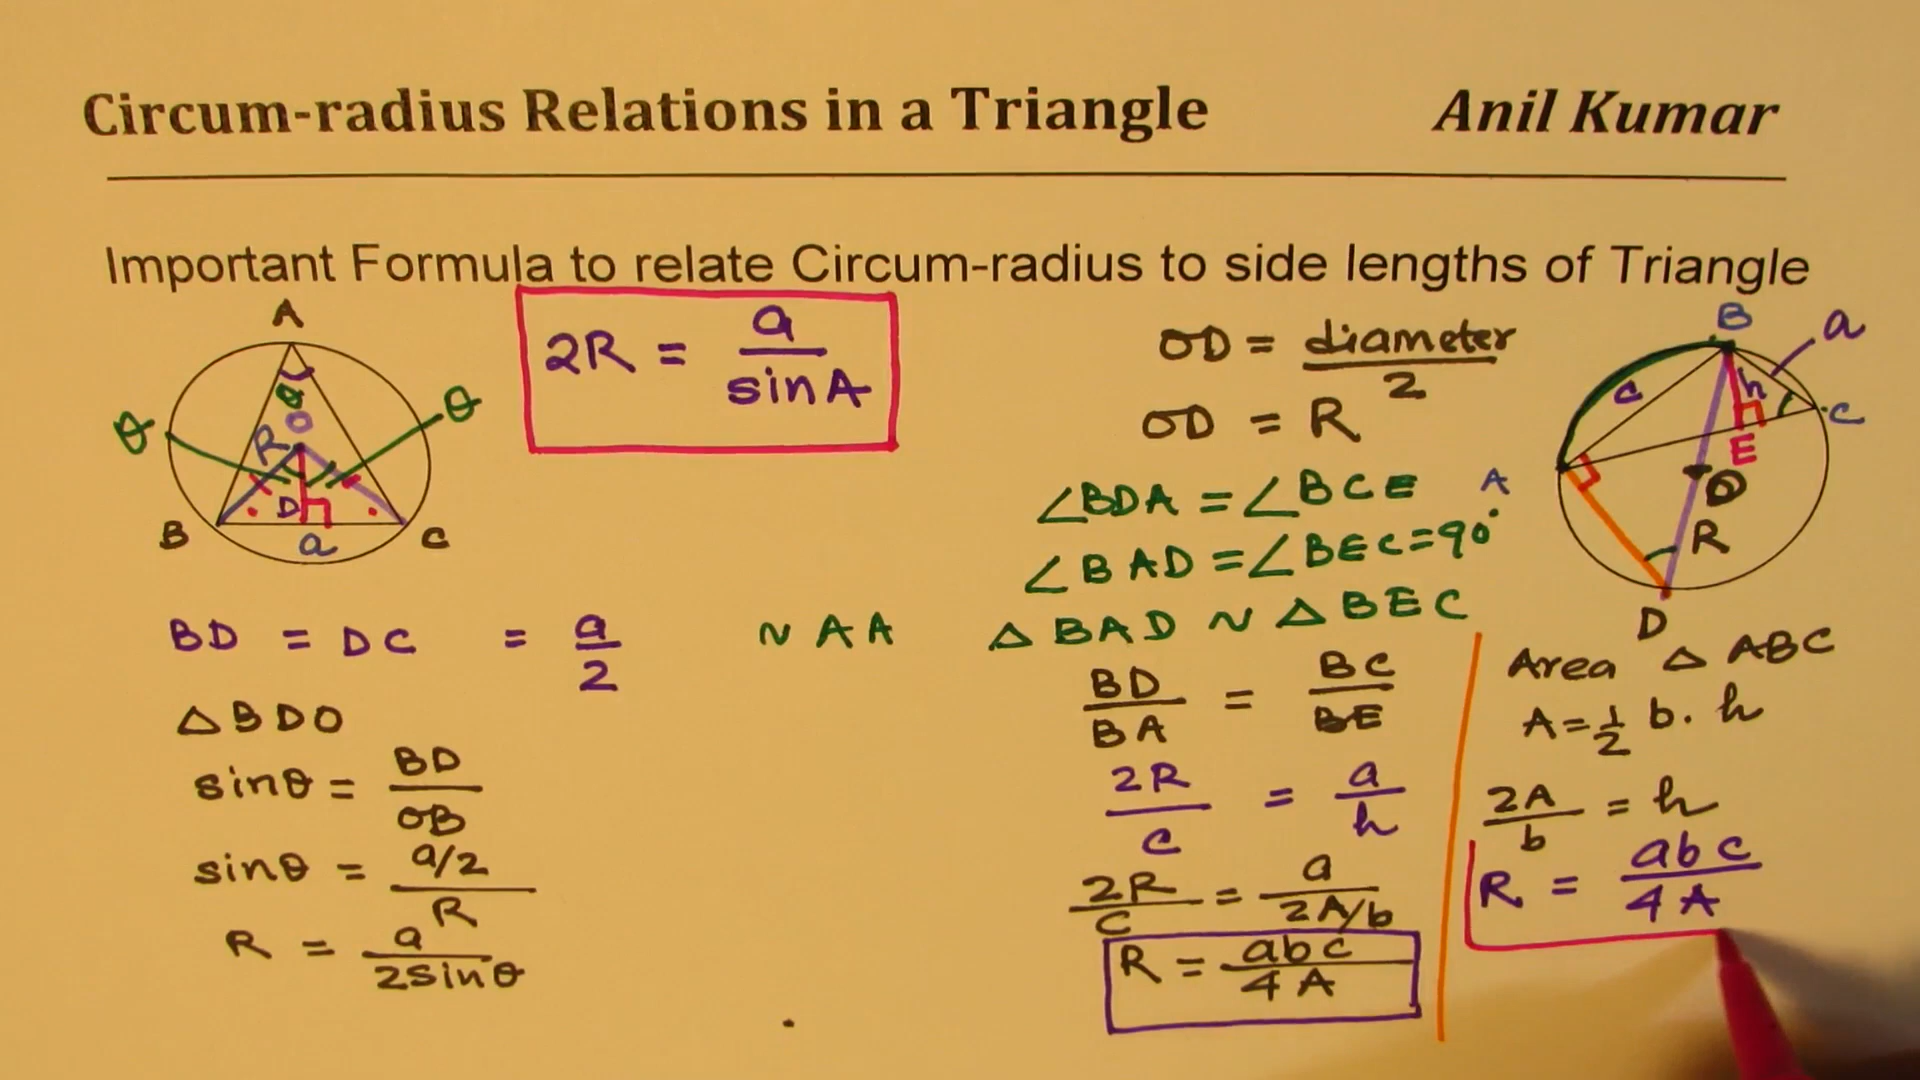 Circum-radius Relations in a Triangle Anil Kumar
Important Formula to relate Circum-radius to side lengths of Triangle
A
θ
θ
θ
O
R
D
B
a
C
2R = a/sinA
BD = DC = a/2
△BDO
sinθ = BD/OB
sinθ = (a/2)/R
R = a/2sinθ
~ AA
OD = diameter/2
OD = R
∠BDA = ∠BCE
∠BAD = ∠BEC = 90°
△BAD ~ △BEC
BD/BA = BC/BE
2R/c = a/h
2R/c = a/(2A/b)
R = abc/4A
B
a
c
h
C
E
A
O
R
D
Area △ABC
A = 1/2 b. h
2A/b = h
R = abc/4A